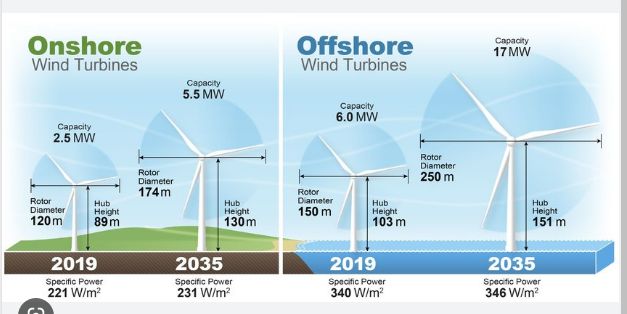 Onshore
Wind Turbines
Capacity
2.5 MW
Rotor
Diameter
120 m
Hub
Height
89 m
2019
Specific Power
221 W/m²
Capacity
5.5 MW
Rotor
Diameter
174 m
Hub
Height
130 m
2035
Specific Power
231 W/m²
Offshore
Wind Turbines
Capacity
6.0 MW
Rotor
Diameter
150 m
Hub
Height
103 m
2019
Specific Power
340 W/m²
Capacity
17 MW
Rotor
Diameter
250 m
Hub
Height
151 m
2035
Specific Power
346 W/m²